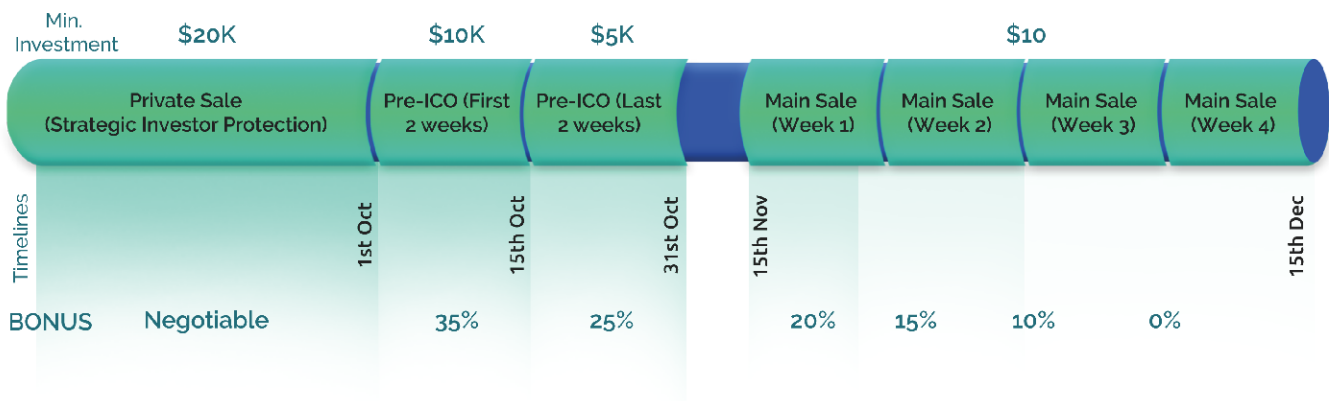 Min.
Investment
$20K
$10K
$5K
$10
Private Sale
(Strategic Investor Protection)
Pre-ICO (First
2 weeks)
Pre-ICO (Last
2 weeks)
Main Sale
(Week 1)
Main Sale
(Week 2)
Main Sale
(Week 3)
Main Sale
(Week 4)
Timelines
1st Oct
15th Oct
31st Oct
15th Nov
15th Dec
BONUS
Negotiable
35%
25%
20%
15%
10%
0%